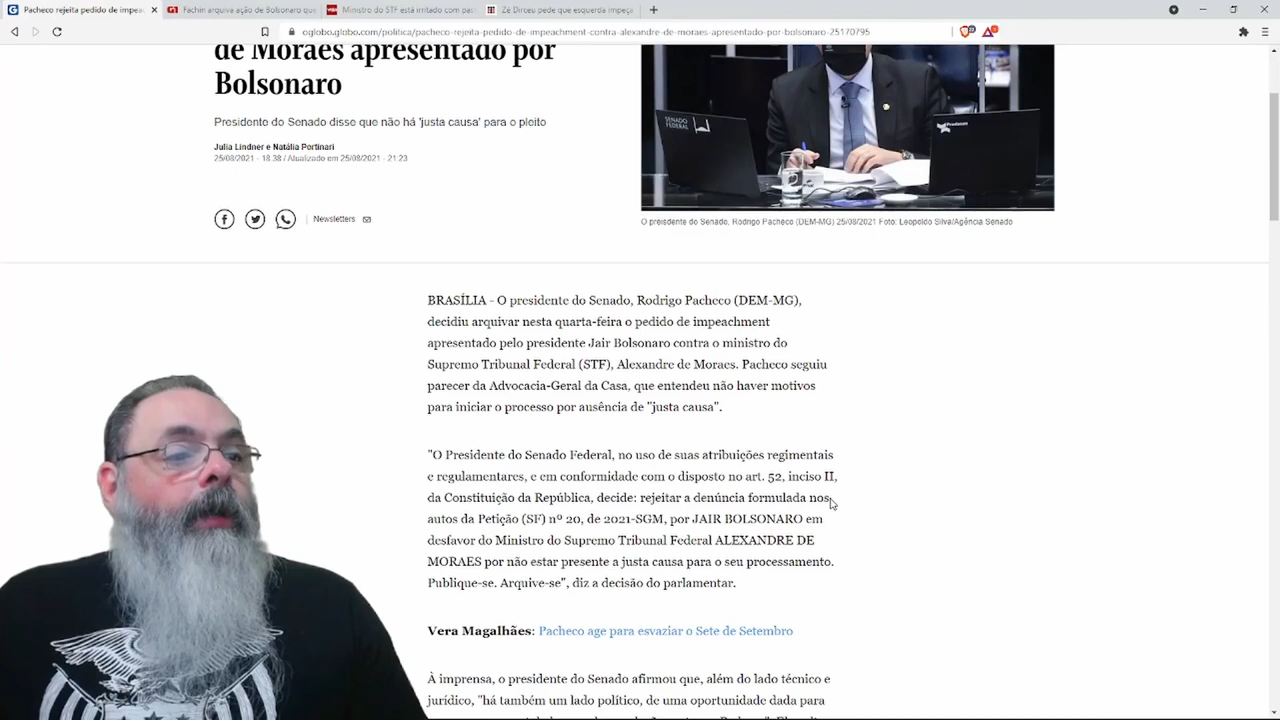 Pacheco rejeita pedido de impea
Fachin arquiva ação de Bolsonaro que
Ministro do STF está irritado com pas
Zé Dirceu pede que esquerda impeça
oglobo.globo.com/politica/pacheco-rejeita-pedido-de-impeachment-contra-alexandre-de-moraes-apresentado-por-bolsonaro-25170795
de Moraes apresentado por
Bolsonaro
Presidente do Senado disse que não há 'justa causa' para o pleito
Julia Lindner e Natália Portinari
25/08/2021 - 18:38 / Atualizado em 25/08/2021 - 21:23
Newsletters
SENADO
FEDERAL
O presidente do Senado, Rodrigo Pacheco (DEM-MG) 25/08/2021 Foto: Leopoldo Silva/Agência Senado
BRASÍLIA - O presidente do Senado, Rodrigo Pacheco (DEM-MG),
decidiu arquivar nesta quarta-feira o pedido de impeachment
apresentado pelo presidente Jair Bolsonaro contra o ministro do
Supremo Tribunal Federal (STF), Alexandre de Moraes. Pacheco seguiu
parecer da Advocacia-Geral da Casa, que entendeu não haver motivos
para iniciar o processo por ausência de "justa causa".
"O Presidente do Senado Federal, no uso de suas atribuições regimentais
e regulamentares, e em conformidade com o disposto no art. 52, inciso II,
da Constituição da República, decide: rejeitar a denúncia formulada nos
autos da Petição (SF) nº 20, de 2021-SGM, por JAIR BOLSONARO em
desfavor do Ministro do Supremo Tribunal Federal ALEXANDRE DE
MORAES por não estar presente a justa causa para o seu processamento.
Publique-se. Arquive-se", diz a decisão do parlamentar.
Vera Magalhães: Pacheco age para esvaziar o Sete de Setembro
À imprensa, o presidente do Senado afirmou que, além do lado técnico e
jurídico, "há também um lado político, de uma oportunidade dada para